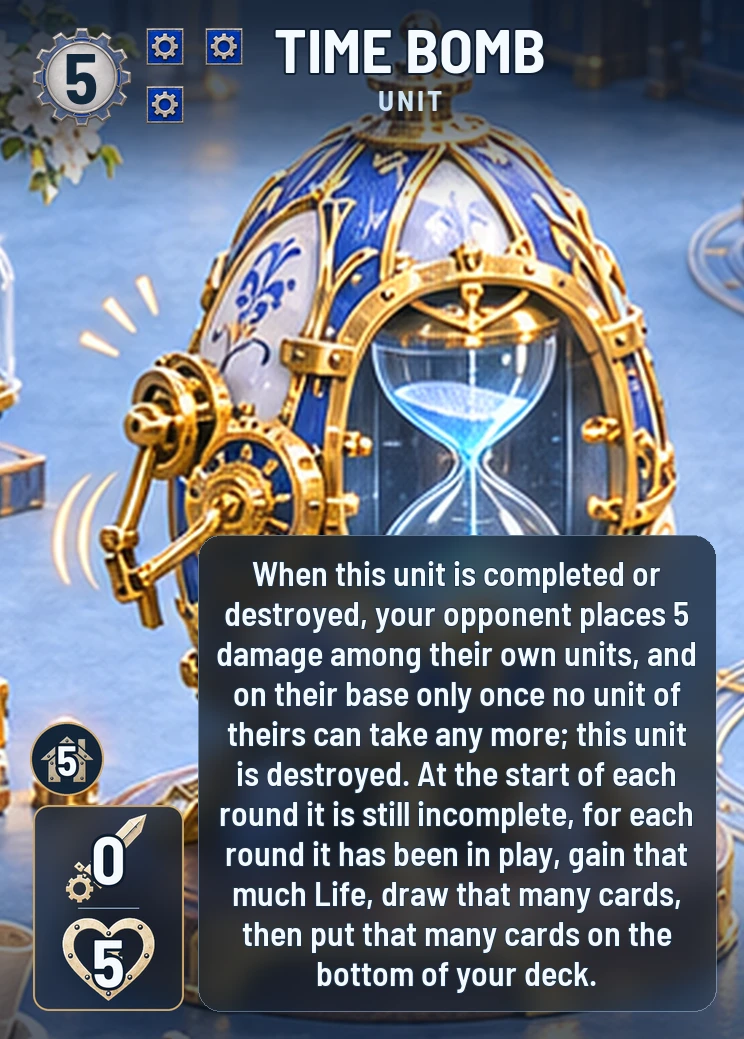 5
TIME BOMB
UNIT
When this unit is completed or
destroyed, your opponent places 5
damage among their own units, and
on their base only once no unit of
theirs can take any more; this unit
is destroyed. At the start of each
round it is still incomplete, for each
round it has been in play, gain that
much Life, draw that many cards,
then put that many cards on the
bottom of your deck.
5
0
5